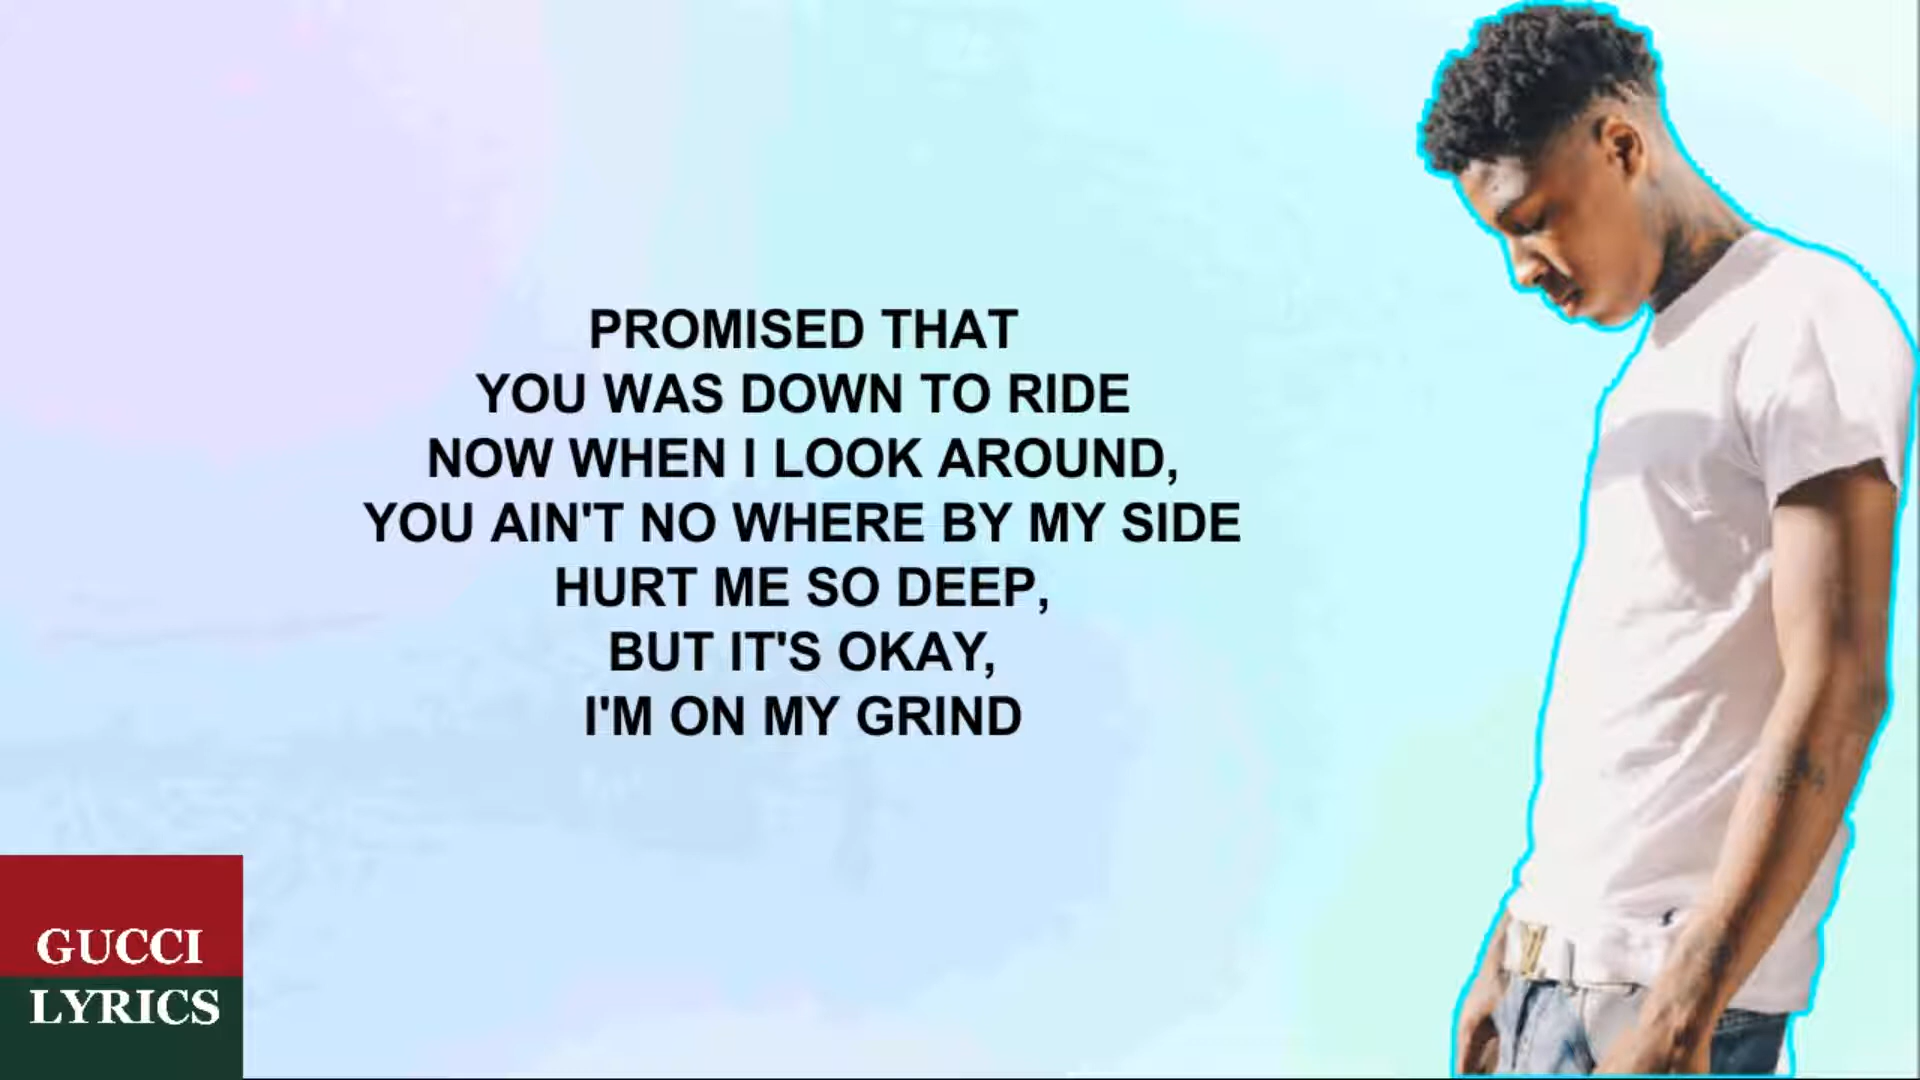 PROMISED THAT
YOU WAS DOWN TO RIDE
NOW WHEN I LOOK AROUND,
YOU AIN'T NO WHERE BY MY SIDE
HURT ME SO DEEP,
BUT IT'S OKAY,
I'M ON MY GRIND
GUCCI
LYRICS